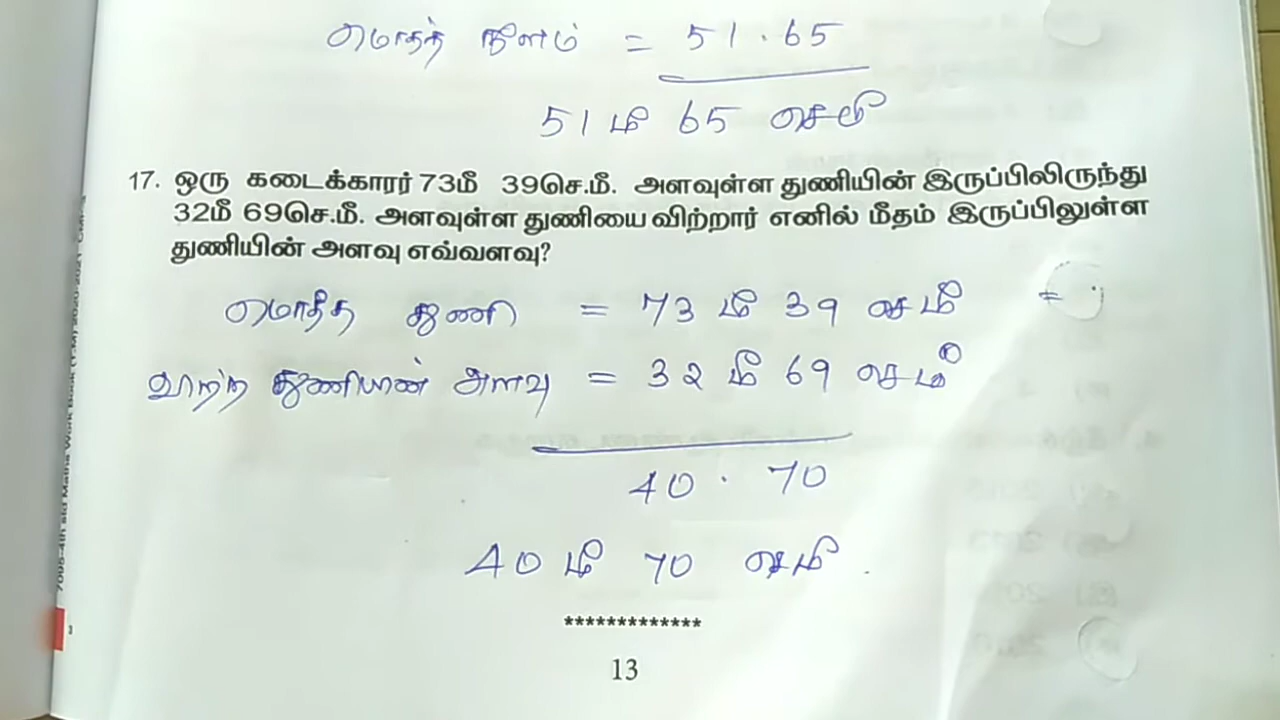 மொத்த நீளம் = 51.65
51 மீ 65 செமீ
17. ஒரு கடைக்காரர் 73மீ 39செ.மீ. அளவுள்ள துணியின் இருப்பிலிருந்து
32மீ 69செ.மீ. அளவுள்ள துணியை விற்றார் எனில் மீதம் இருப்பிலுள்ள
துணியின் அளவு எவ்வளவு?
மொத்த துணி = 73 மீ 39 செமீ =
விற்ற துணியின் அளவு = 32 மீ 69 செமீ
40.70
40 மீ 70 செமீ.
*************
13